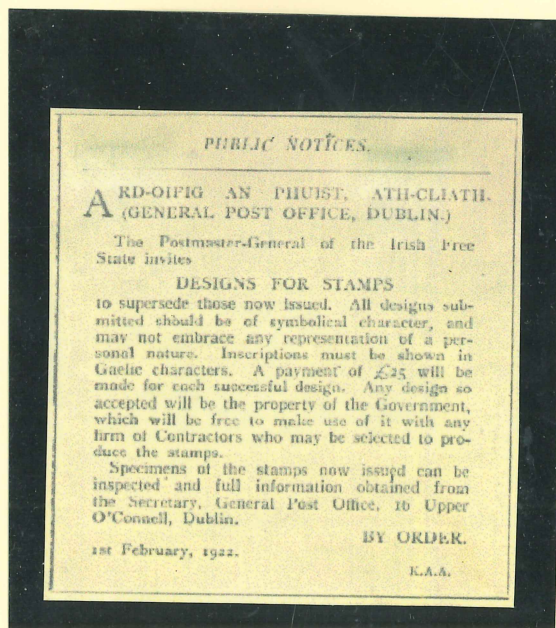 PUBLIC NOTICES.
ARD-OIFIG AN PHUIST, ATH-CLIATH.
(GENERAL POST OFFICE, DUBLIN.)
The Postmaster-General of the Irish Free
State invites
DESIGNS FOR STAMPS
to supersede those now issued. All designs sub-
mitted should be of symbolical character, and
may not embrace any representation of a per-
sonal nature. Inscriptions must be shown in
Gaelic characters. A payment of £25 will be
made for each successful design. Any design so
accepted will be the property of the Government,
which will be free to make use of it with any
firm of Contractors who may be selected to pro-
duce the stamps.
Specimens of the stamps now issued can be
inspected and full information obtained from
the Secretary, General Post Office, 16 Upper
O'Connell, Dublin.
BY ORDER.
1st February, 1922.
K.A.A.